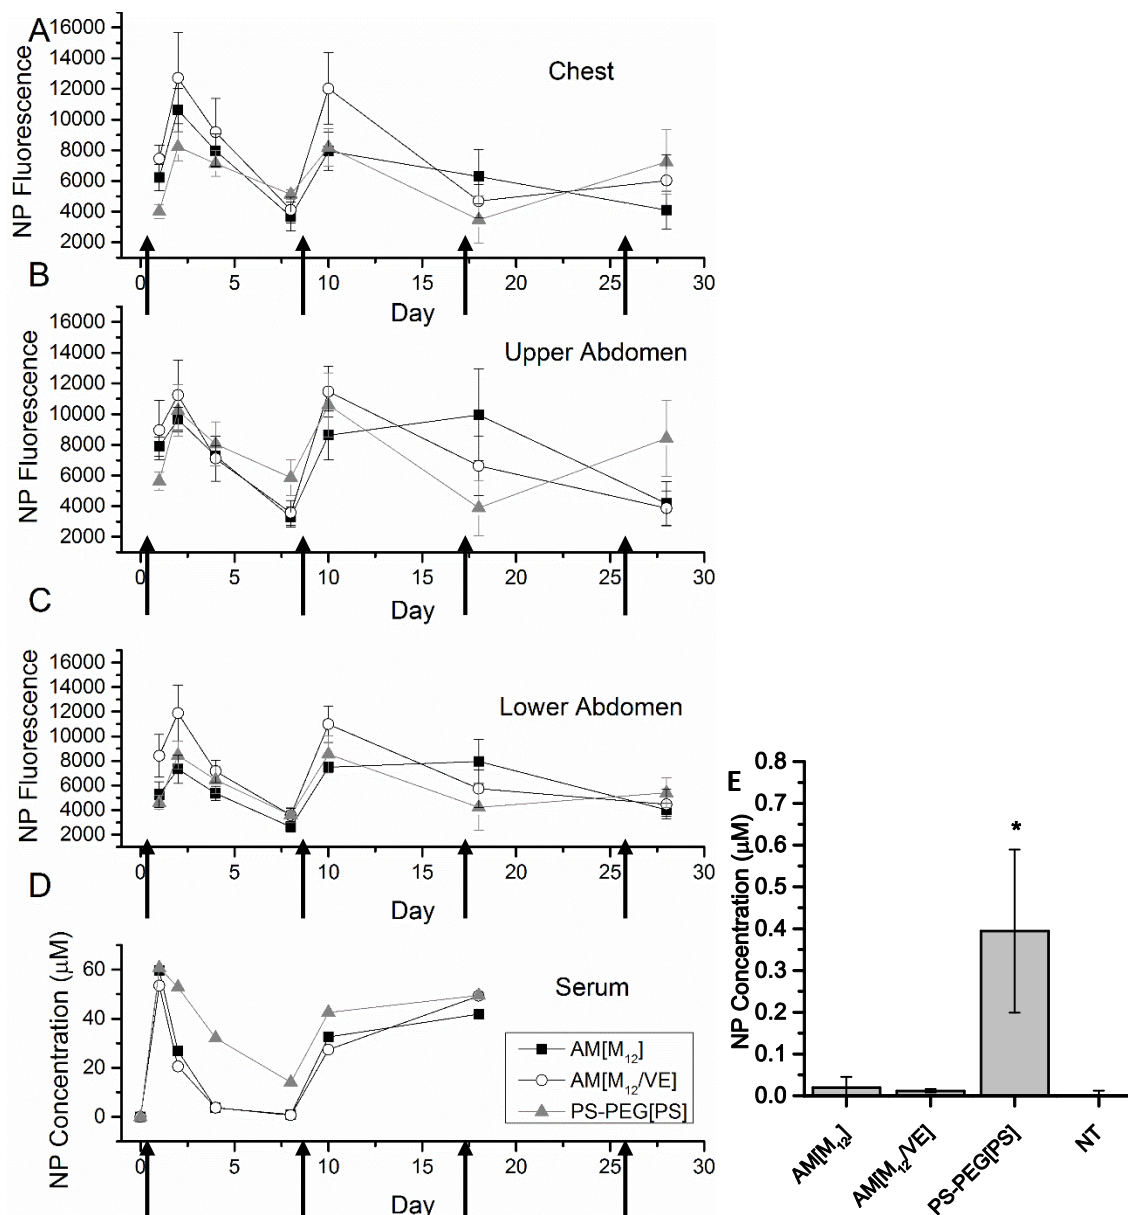 A
16000
14000
12000
10000
8000
6000
4000
2000
NP Fluorescence
Chest
0 5 10 15 20 25 30
Day
B
16000
14000
12000
10000
8000
6000
4000
2000
NP Fluorescence
Upper Abdomen
0 5 10 15 20 25 30
Day
C
16000
14000
12000
10000
8000
6000
4000
2000
NP Fluorescence
Lower Abdomen
0 5 10 15 20 25 30
Day
D
60
40
20
0
NP Concentration (μM)
Serum
AM[M₁₂]
AM[M₁₂/VE]
PS-PEG[PS]
0 5 10 15 20 25 30
Day
E
0.8
0.7
0.6
0.5
0.4
0.3
0.2
0.1
0.0
NP Concentration (μM)
*
AM[M₁₂]
AM[M₁₂/VE]
PS-PEG[PS]
NT